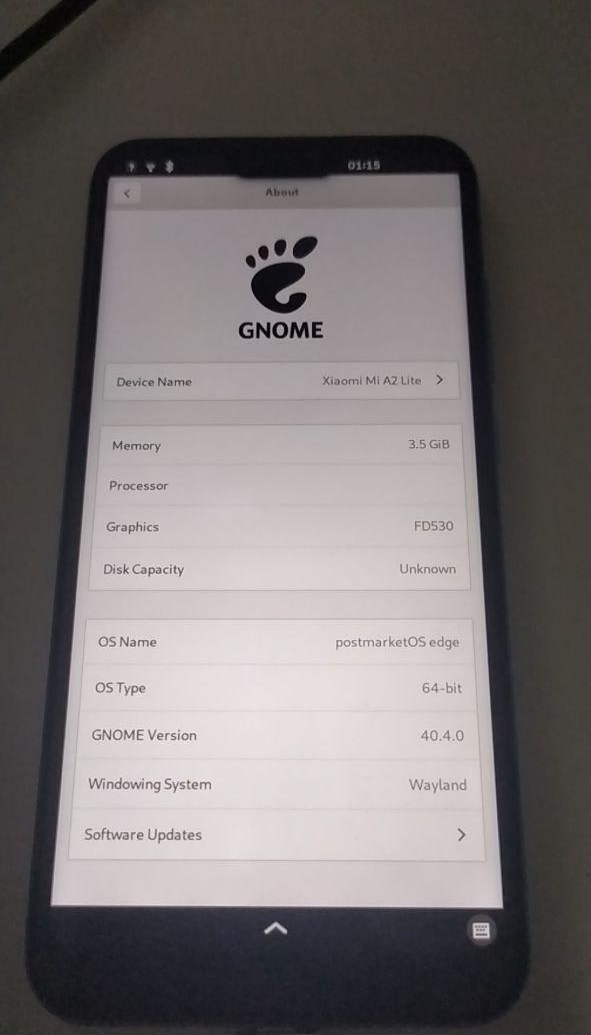 01:15
About
GNOME
Device Name Xiaomi Mi A2 Lite
Memory 3.5 GiB
Processor
Graphics FD530
Disk Capacity Unknown
OS Name postmarketOS edge
OS Type 64-bit
GNOME Version 40.4.0
Windowing System Wayland
Software Updates